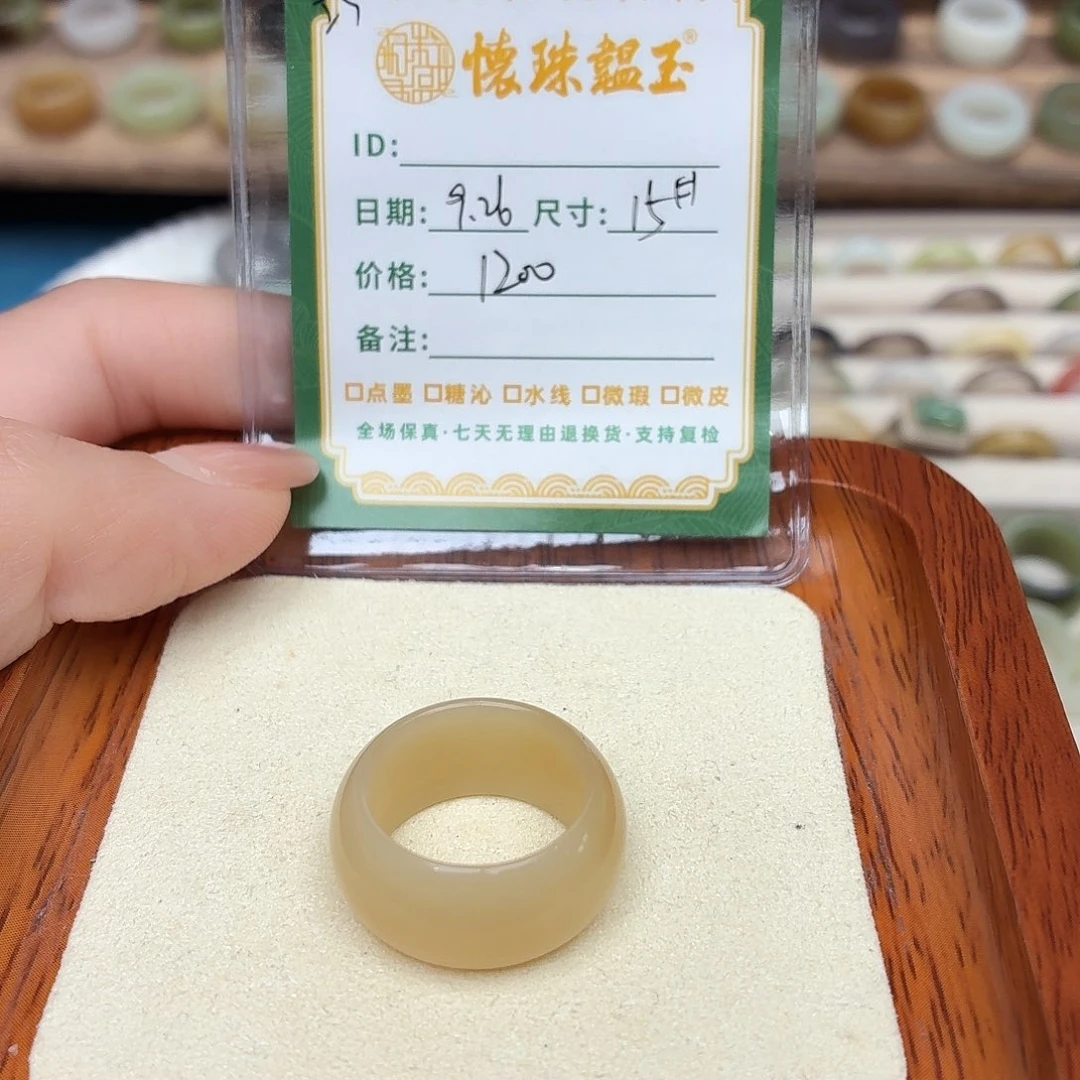 懷珠韞玉®
ID:
日期: 9.26 尺寸: 15#
价格: 1200
备注:
□点墨 □糖沁 □水线 □微瑕 □微皮
全场保真·七天无理由退换货·支持复检